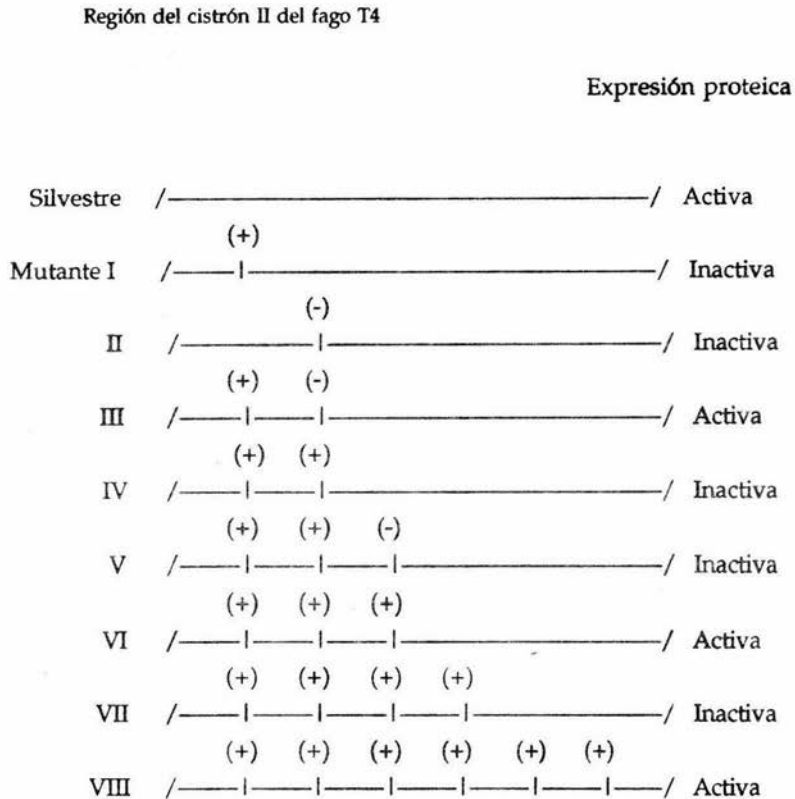 Región del cistrón II del fago T4
Expresión proteica
Silvestre /————————/ Activa
(+)
Mutante I /——I——————/ Inactiva
(-)
II /————I————/ Inactiva
(+) (-)
III /——I——I————/ Activa
(+) (+)
IV /——I——I————/ Inactiva
(+) (+) (-)
V /——I——I——I———/ Inactiva
(+) (+) (+)
VI /——I——I——I———/ Activa
(+) (+) (+) (+)
VII /——I——I——I——I——/ Inactiva
(+) (+) (+) (+) (+) (+)
VIII /——I——I——I——I——I——I——/ Activa